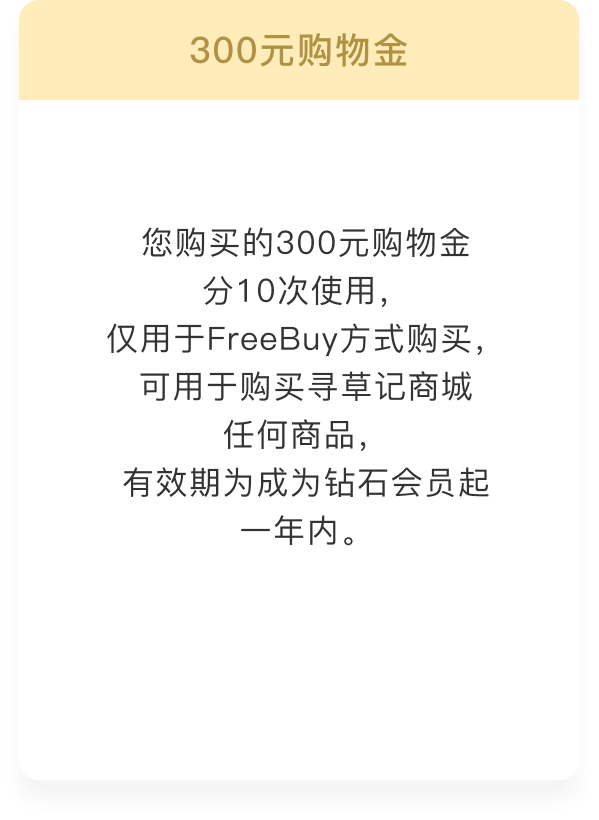 300元购物金
您购买的300元购物金
分10次使用，
仅用于FreeBuy方式购买，
可用于购买寻草记商城
任何商品，
有效期为成为钻石会员起
一年内。